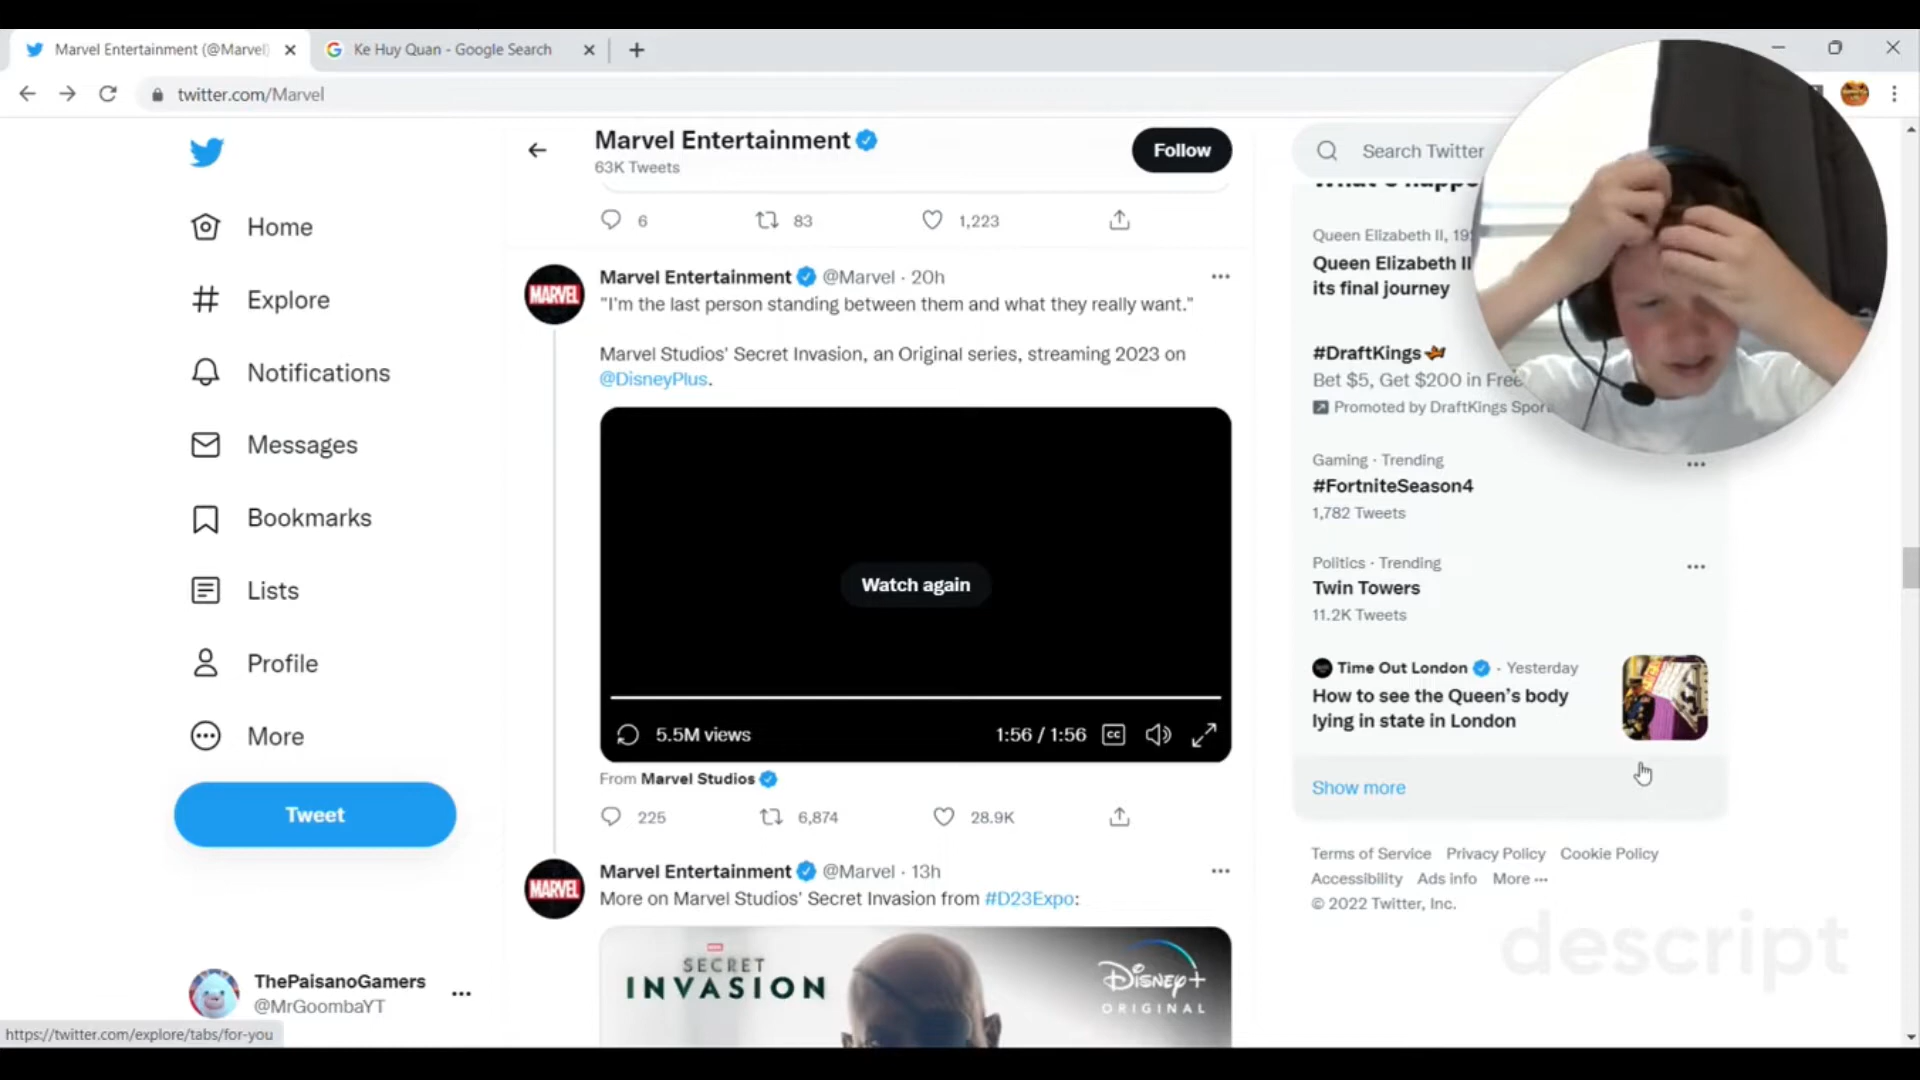 Marvel Entertainment (@Marvel)
Ke Huy Quan - Google Search
twitter.com/Marvel
Home
Explore
Notifications
Messages
Bookmarks
Lists
Profile
More
Tweet
ThePaisanoGamers
@MrGoombaYT
https://twitter.com/explore/tabs/for-you
Marvel Entertainment
63K Tweets
Follow
6 83 1,223
MARVEL
Marvel Entertainment @Marvel · 20h
"I'm the last person standing between them and what they really want."
Marvel Studios' Secret Invasion, an Original series, streaming 2023 on
@DisneyPlus.
Watch again
5.5M views 1:56 / 1:56 CC
From Marvel Studios
225 6,874 28.9K
MARVEL
Marvel Entertainment @Marvel · 13h
More on Marvel Studios' Secret Invasion from #D23Expo:
SECRET
INVASION
Disney+
ORIGINAL
Search Twitter
Queen Elizabeth II,
Queen Elizabeth II
its final journey
#DraftKings
Bet $5, Get $200 in Free
Promoted by DraftKings
Gaming · Trending
#FortniteSeason4
1,782 Tweets
Politics · Trending
Twin Towers
11.2K Tweets
Time Out London · Yesterday
How to see the Queen's body
lying in state in London
Show more
Terms of Service Privacy Policy Cookie Policy
Accessibility Ads info More ···
© 2022 Twitter, Inc.
descript